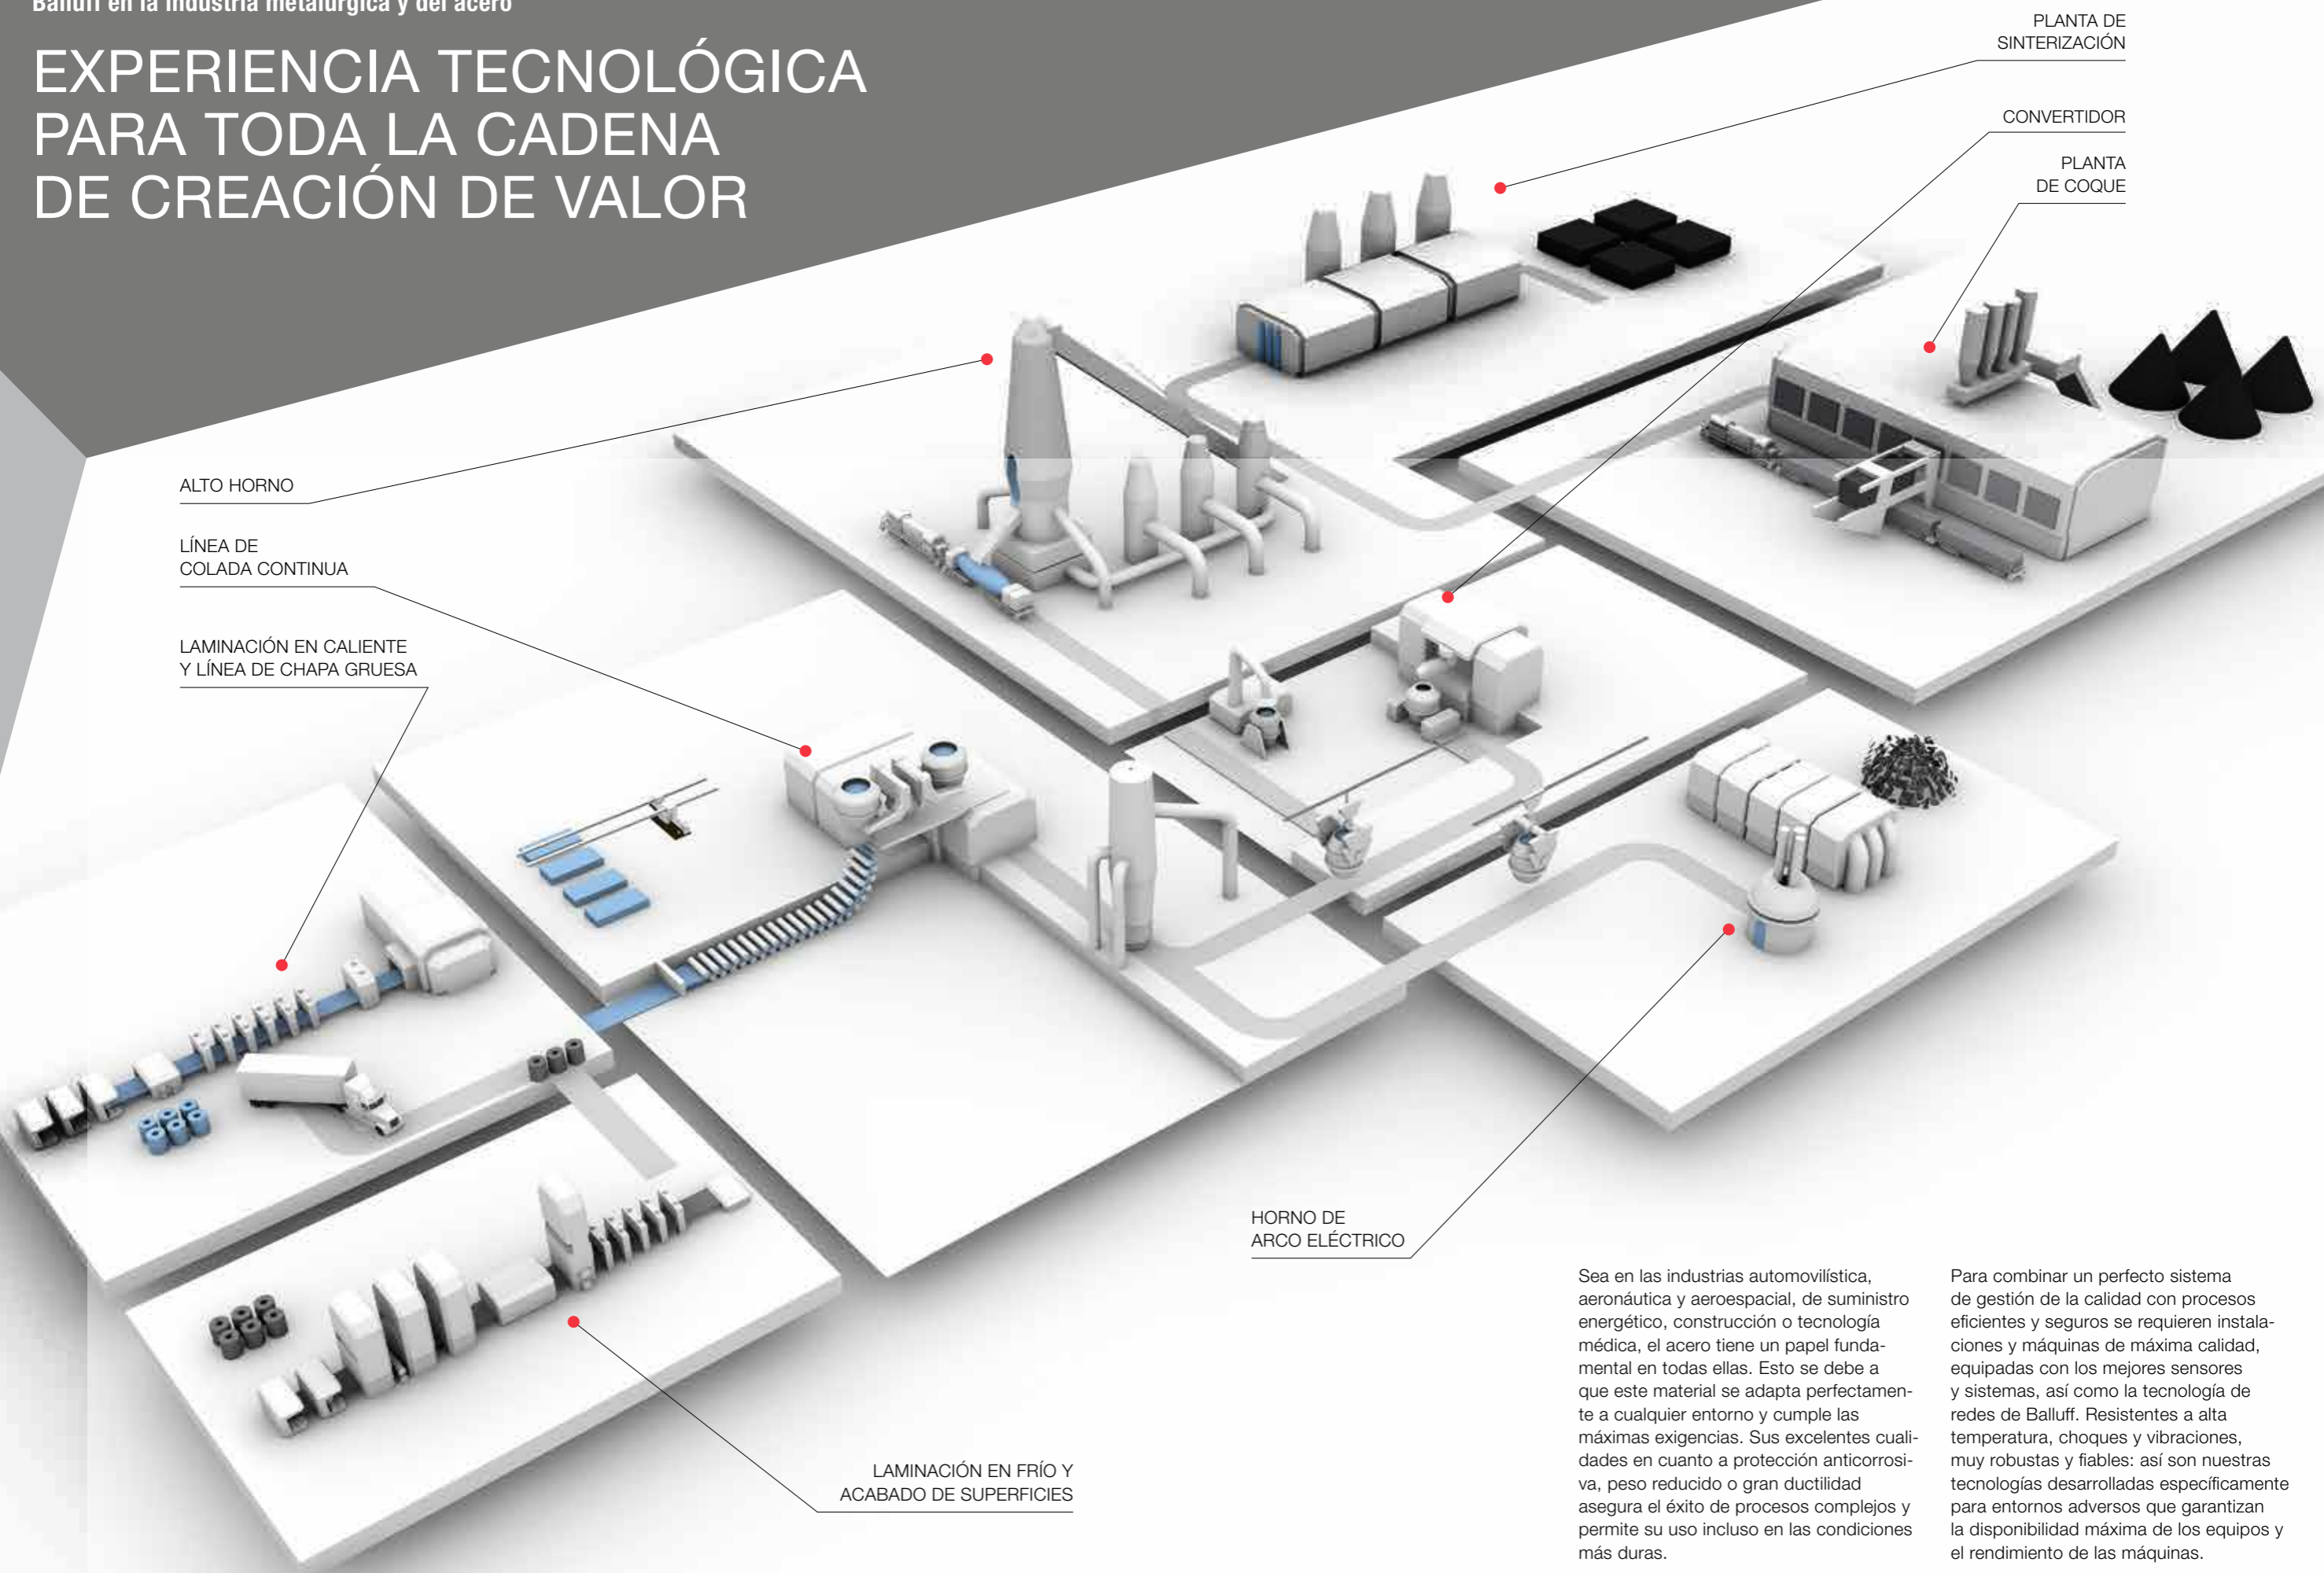 Balluff en la industria metalúrgica y del acero
EXPERIENCIA TECNOLÓGICA
PARA TODA LA CADENA
DE CREACIÓN DE VALOR
PLANTA DE
SINTERIZACIÓN
CONVERTIDOR
PLANTA
DE COQUE
ALTO HORNO
LÍNEA DE
COLADA CONTINUA
LAMINACIÓN EN CALIENTE
Y LÍNEA DE CHAPA GRUESA
HORNO DE
ARCO ELÉCTRICO
LAMINACIÓN EN FRÍO Y
ACABADO DE SUPERFICIES
Sea en las industrias automovilística,
aeronáutica y aeroespacial, de suministro
energético, construcción o tecnología
médica, el acero tiene un papel funda-
mental en todas ellas. Esto se debe a
que este material se adapta perfectamen-
te a cualquier entorno y cumple las
máximas exigencias. Sus excelentes cuali-
dades en cuanto a protección anticorrosi-
va, peso reducido o gran ductilidad
asegura el éxito de procesos complejos y
permite su uso incluso en las condiciones
más duras.
Para combinar un perfecto sistema
de gestión de la calidad con procesos
eficientes y seguros se requieren instala-
ciones y máquinas de máxima calidad,
equipadas con los mejores sensores
y sistemas, así como la tecnología de
redes de Balluff. Resistentes a alta
temperatura, choques y vibraciones,
muy robustas y fiables: así son nuestras
tecnologías desarrolladas específicamente
para entornos adversos que garantizan
la disponibilidad máxima de los equipos y
el rendimiento de las máquinas.